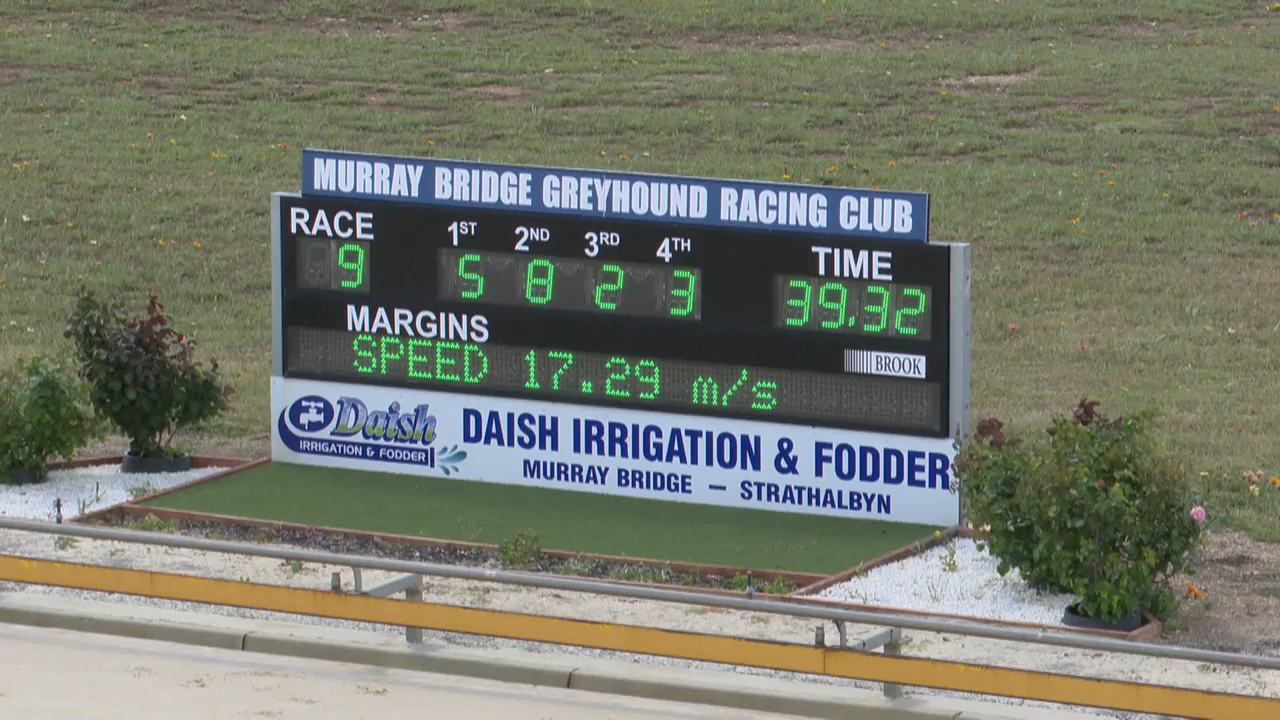 MURRAY BRIDGE GREYHOUND RACING CLUB
RACE 1ST 2ND 3RD 4TH TIME
9 5 8 2 3 39.32
MARGINS
SPEED 17.29 m/s
BROOK
Daish
IRRIGATION & FODDER
DAISH IRRIGATION & FODDER
MURRAY BRIDGE – STRATHALBYN